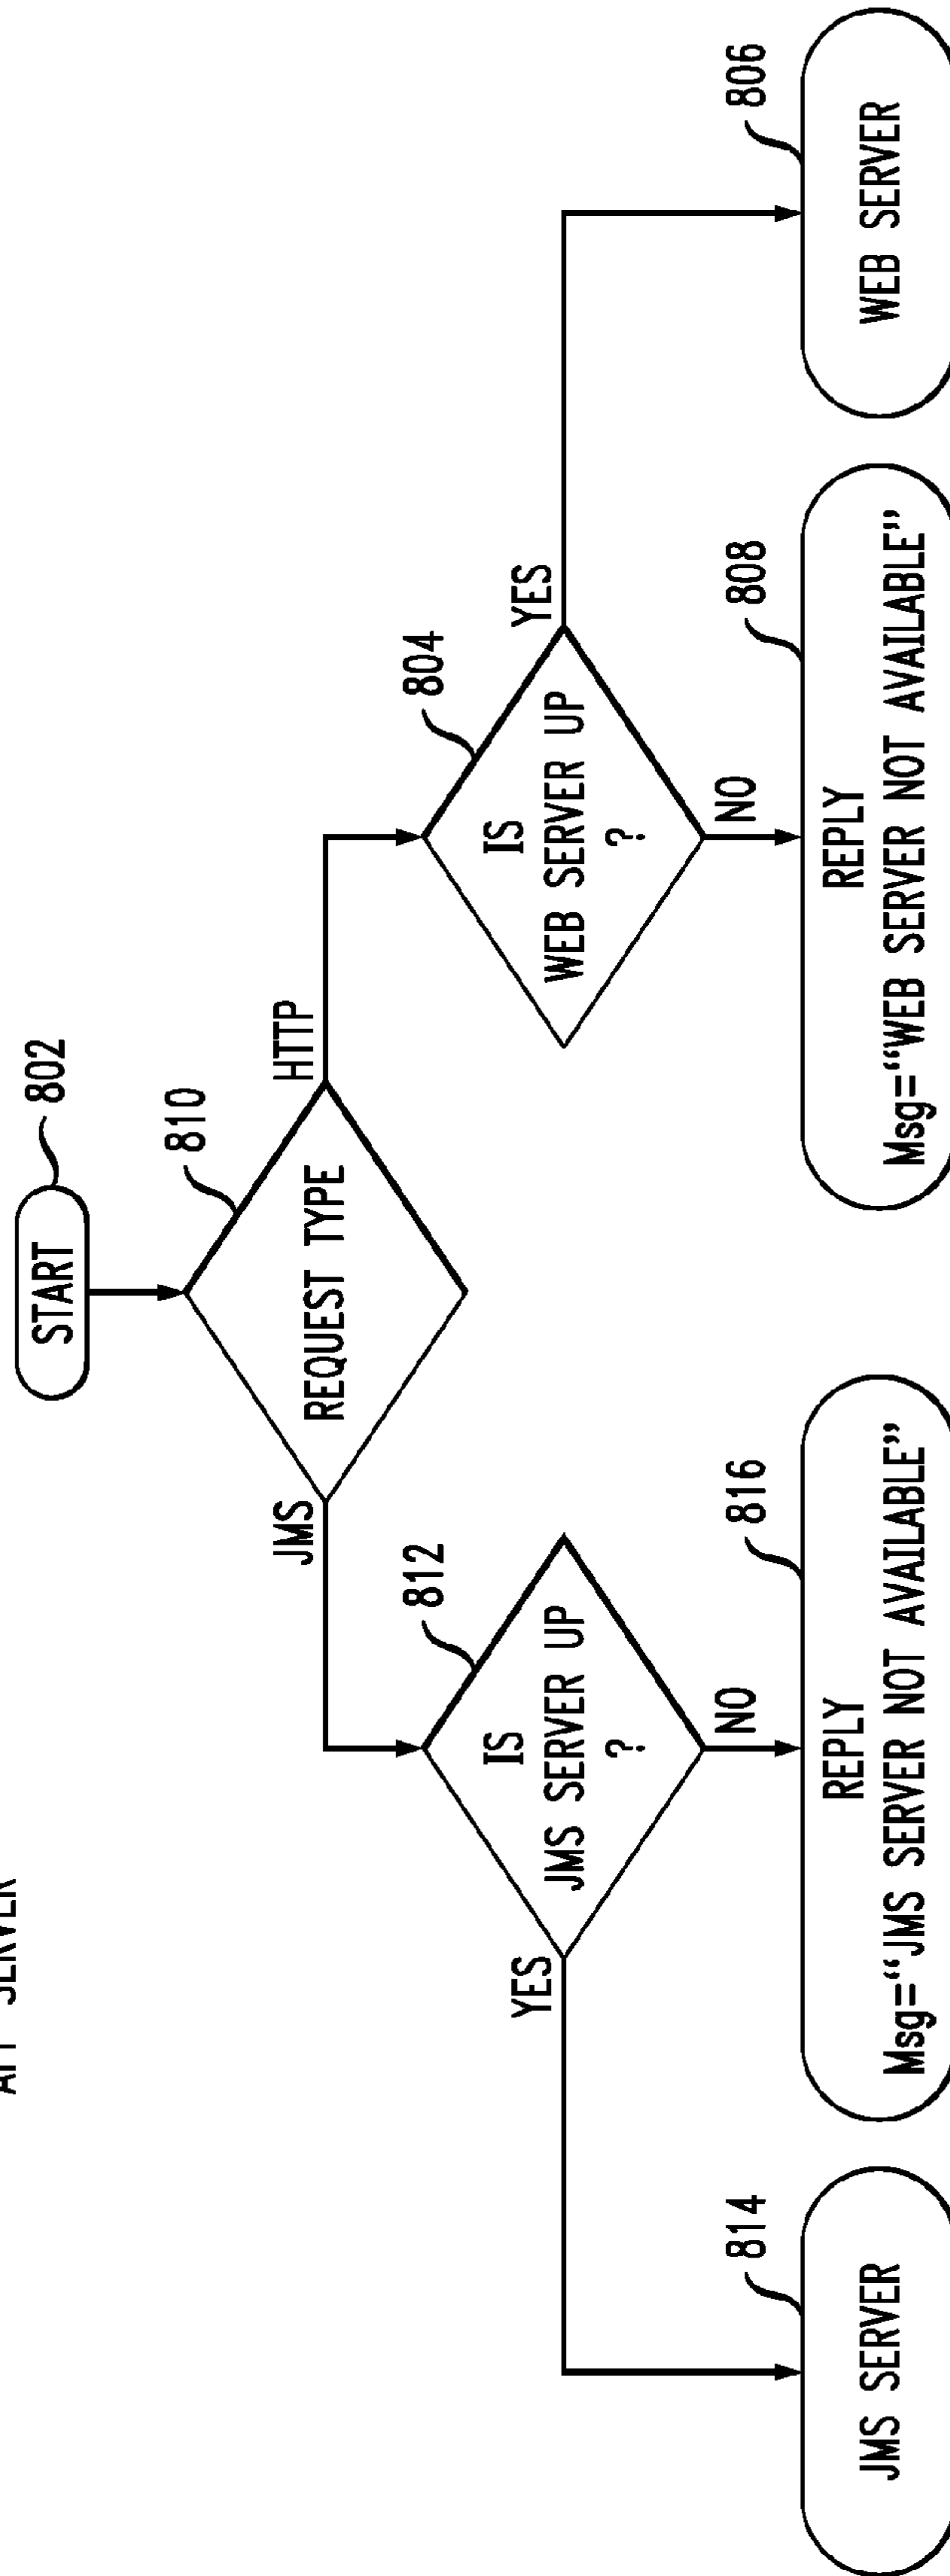 APP SERVER
START
802
810
REQUEST TYPE
JMS
HTTP
812
IS
JMS SERVER UP
?
YES
NO
804
IS
WEB SERVER UP
?
YES
NO
814
JMS SERVER
816
REPLY
Msg=“JMS SERVER NOT AVAILABLE”
808
REPLY
Msg=“WEB SERVER NOT AVAILABLE”
806
WEB SERVER